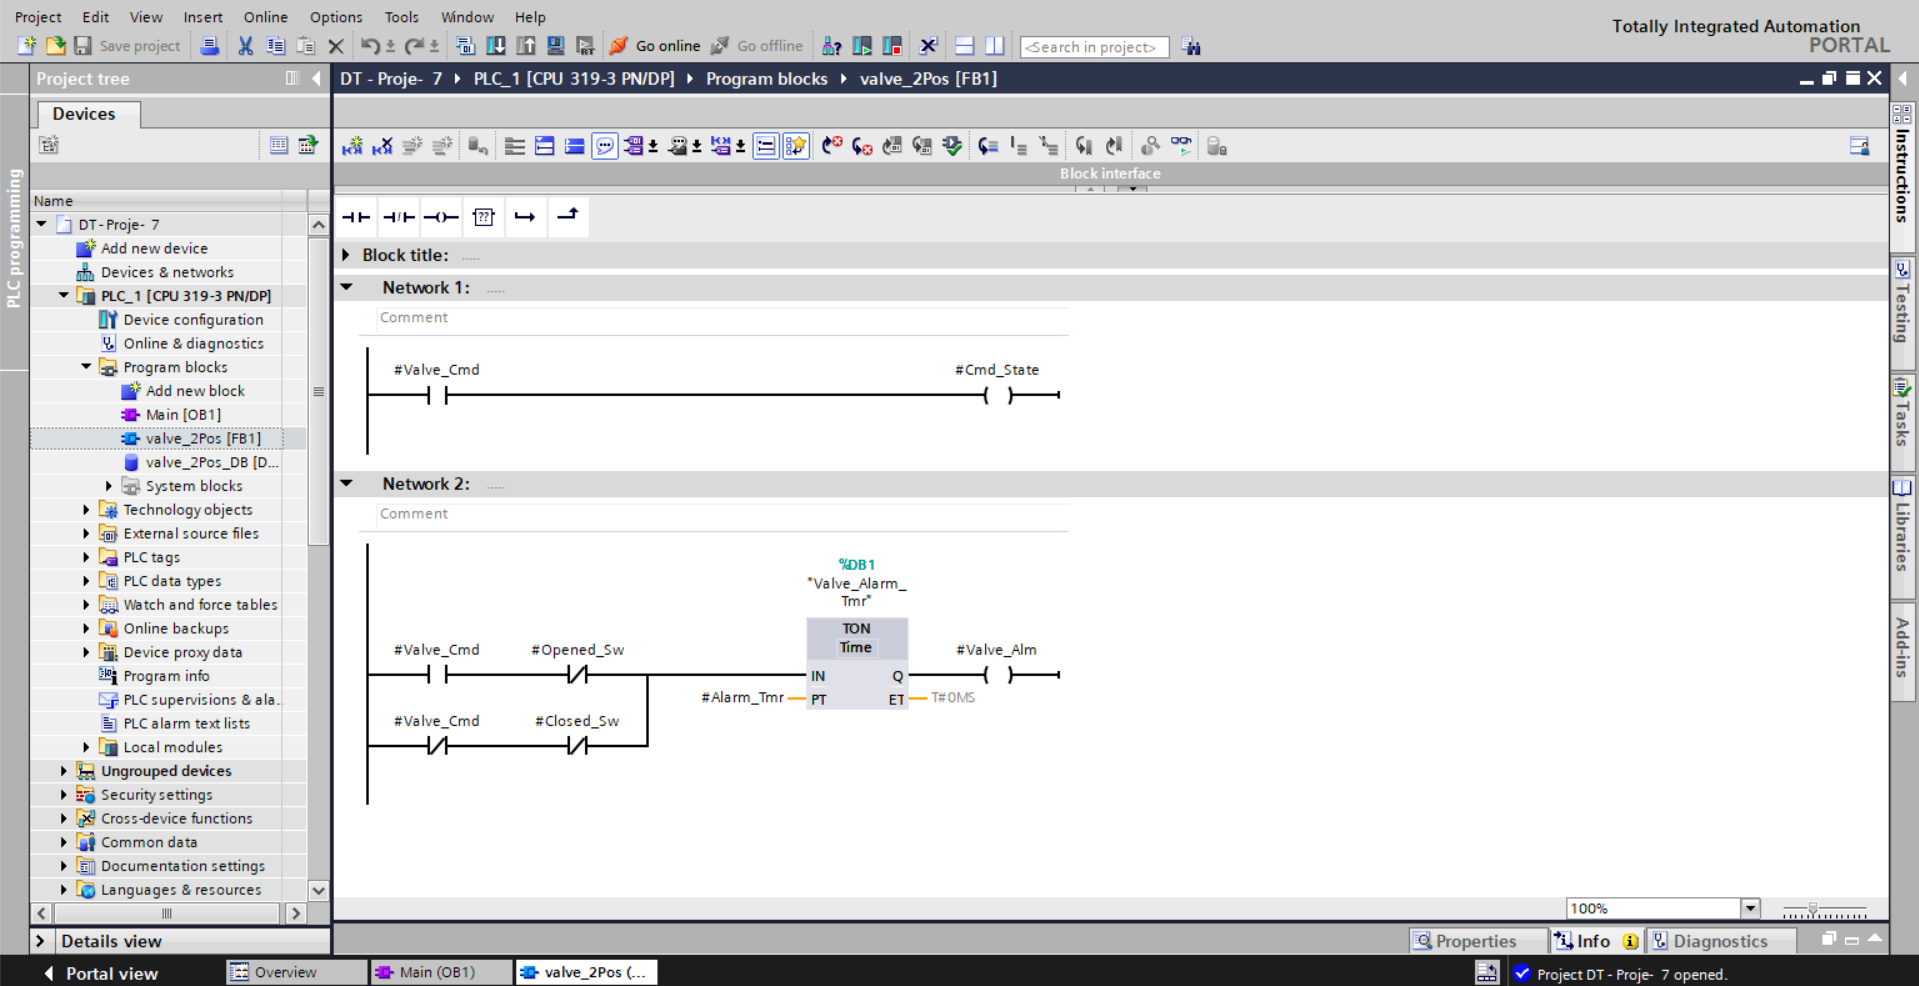 Project Edit View Insert Online Options Tools Window Help
Totally Integrated Automation
PORTAL
Save project Go online Go offline <Search in project>
Project tree
DT - Proje- 7 PLC_1 [CPU 319-3 PN/DP] Program blocks valve_2Pos [FB1]
Devices
PLC programming
Block interface
Name
DT - Proje- 7
Add new device
Devices & networks
PLC_1 [CPU 319-3 PN/DP]
Device configuration
Online & diagnostics
Program blocks
Add new block
Main [OB1]
valve_2Pos [FB1]
valve_2Pos_DB [D...
System blocks
Technology objects
External source files
PLC tags
PLC data types
Watch and force tables
Online backups
Device proxy data
Program info
PLC supervisions & ala..
PLC alarm text lists
Local modules
Ungrouped devices
Security settings
Cross-device functions
Common data
Documentation settings
Languages & resources
Details view
??
Block title: .....
Network 1: .....
Comment
#Valve_Cmd #Cmd_State
Network 2: .....
Comment
%DB1
"Valve_Alarm_
Tmr"
TON
Time
#Valve_Cmd #Opened_Sw #Valve_Alm
IN Q
#Alarm_Tmr PT ET T#0MS
#Valve_Cmd #Closed_Sw
100%
Properties Info Diagnostics
Instructions
Testing
Tasks
Libraries
Add-ins
Portal view Overview Main (OB1) valve_2Pos (...
Project DT - Proje- 7 opened.